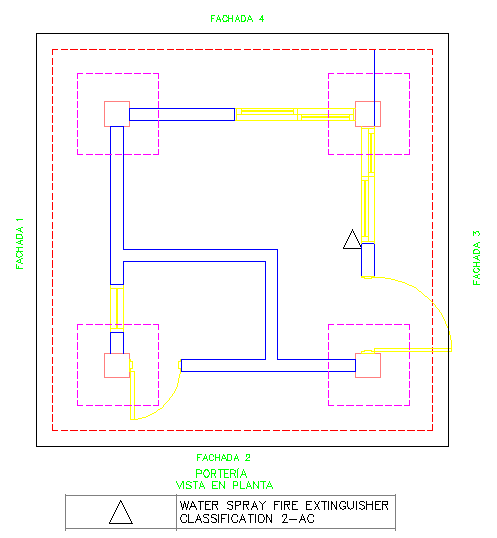 FACHADA 4
FACHADA 1
FACHADA 3
FACHADA 2
PORTERÍA
VISTA EN PLANTA
WATER SPRAY FIRE EXTINGUISHER
CLASSIFICATION 2-AC